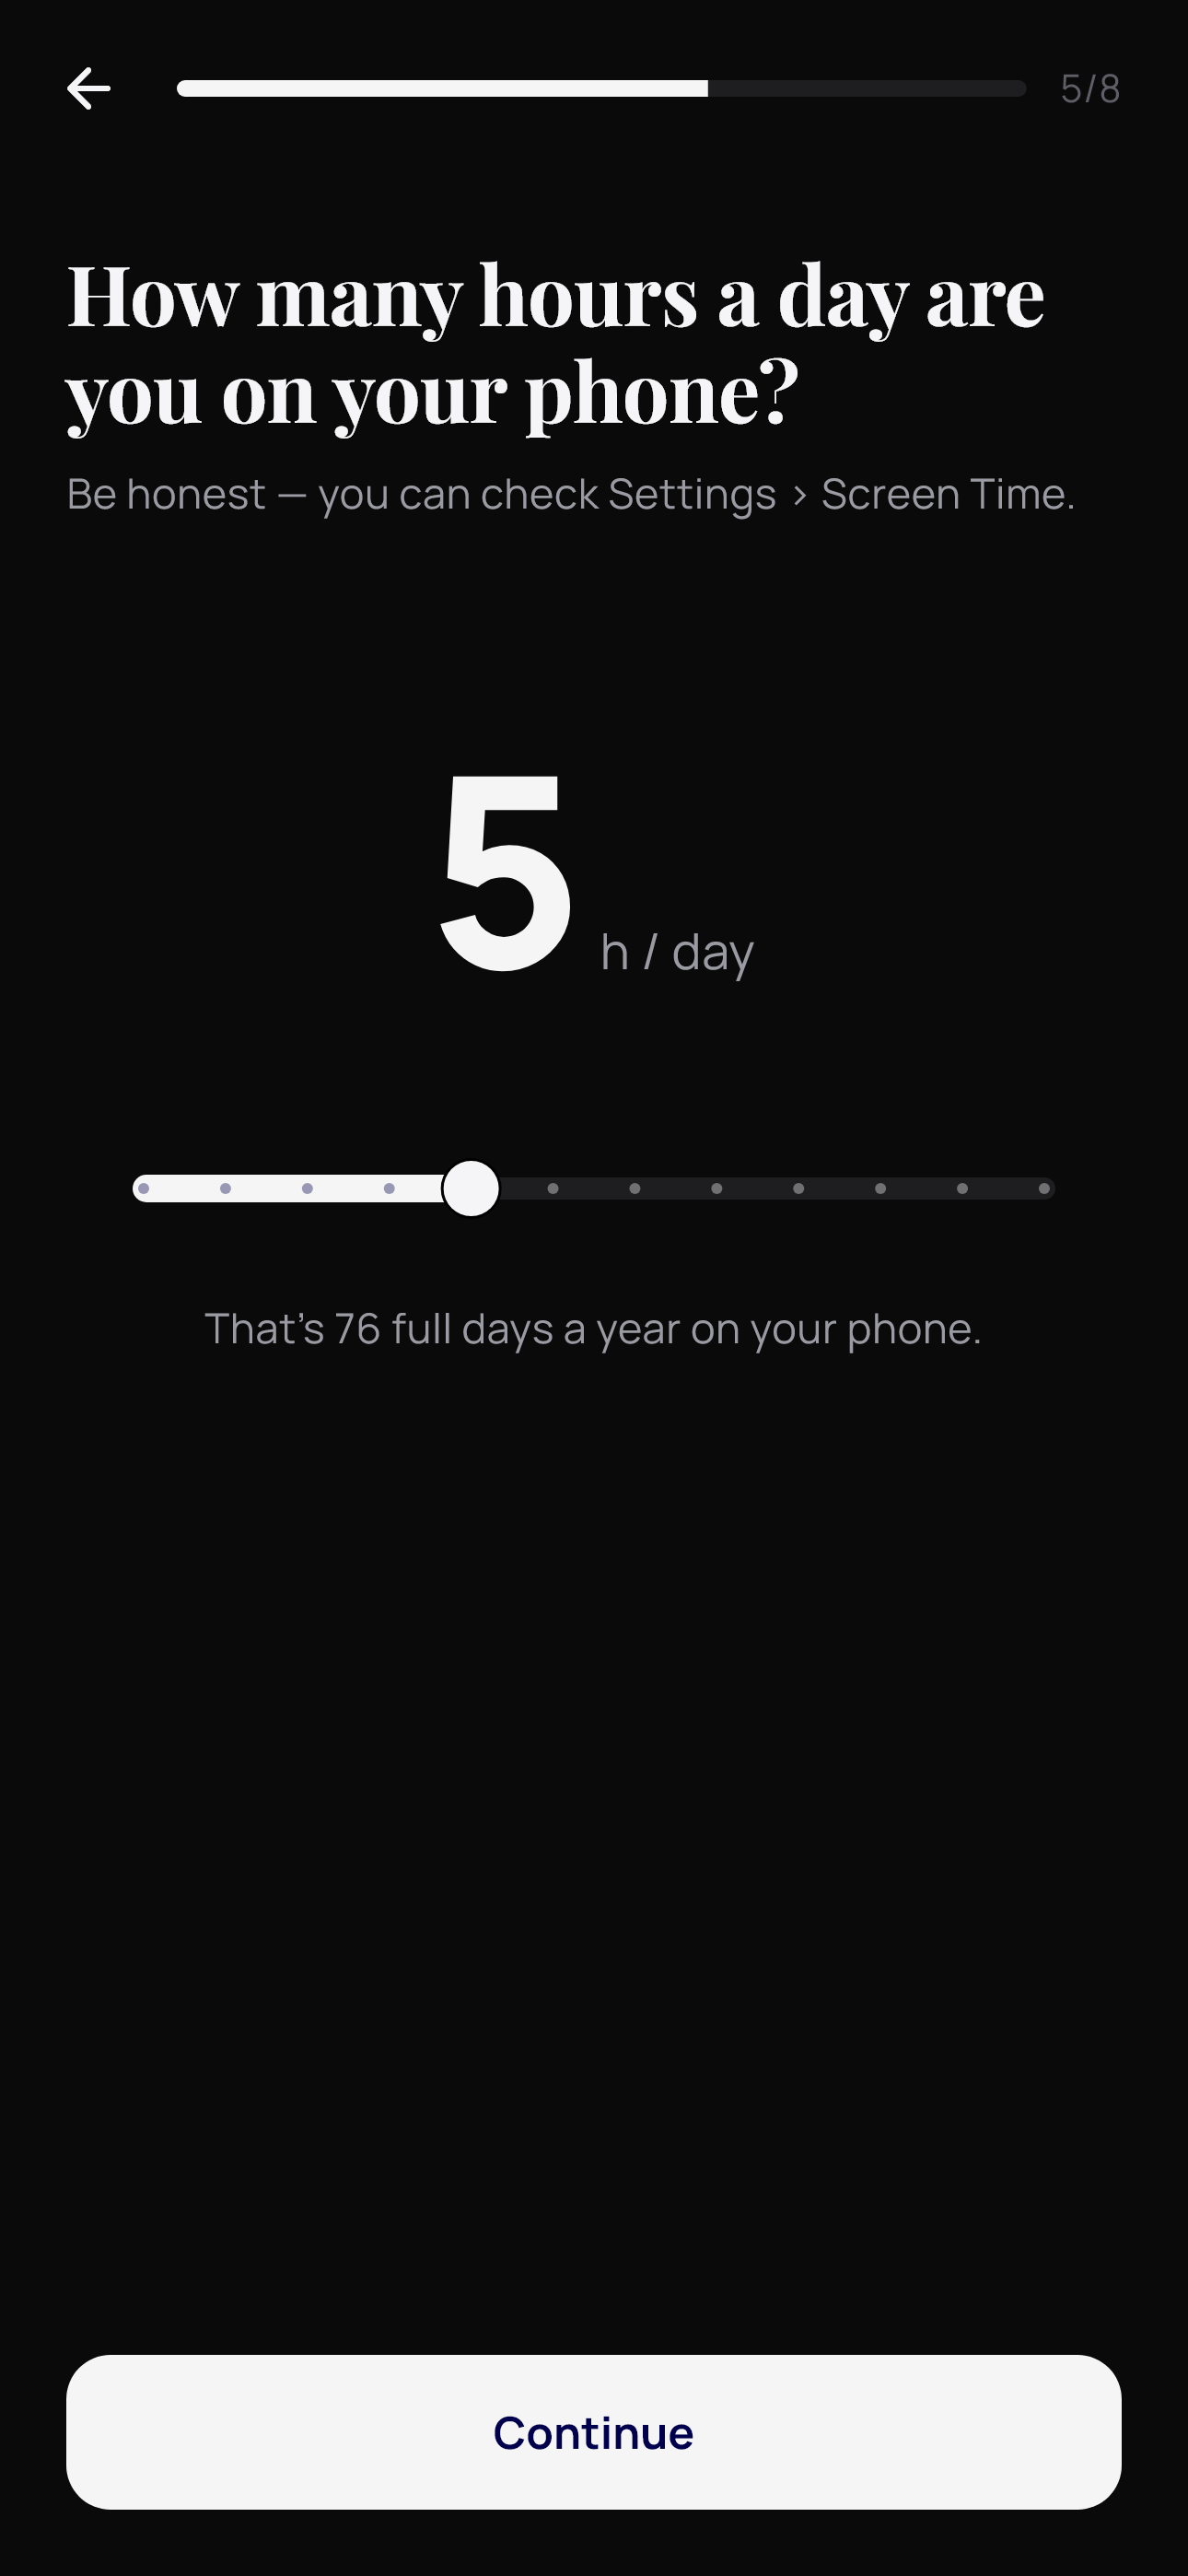 5/8
How many hours a day are
you on your phone?
Be honest — you can check Settings > Screen Time.
5 h / day
That’s 76 full days a year on your phone.
Continue